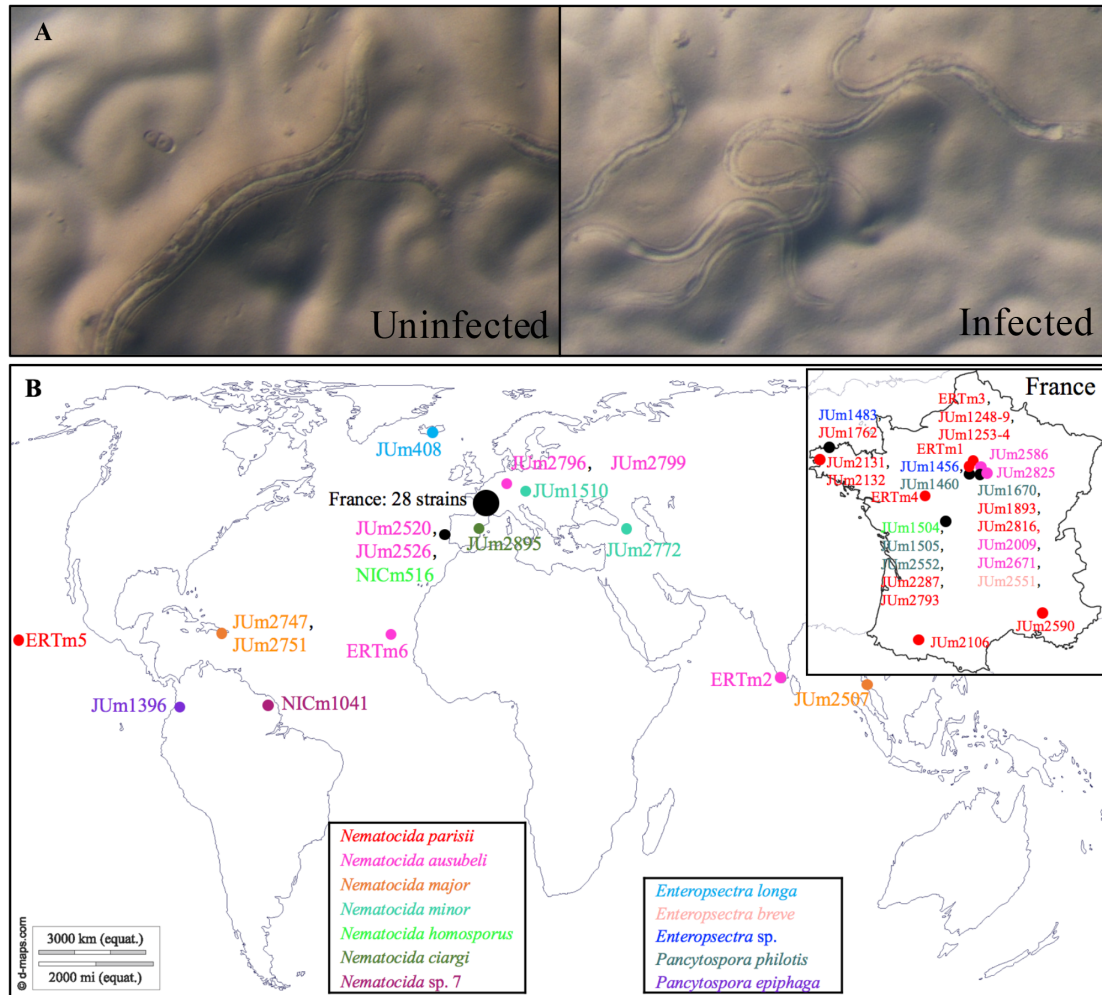 A
Uninfected
Infected
B
France
JUm408
JUm2796, JUm2799
France: 28 strains
JUm1510
JUm2520,
JUm2526,
NICm516
JUm2895
JUm2772
ERTm5
JUm2747,
JUm2751
ERTm6
ERTm2
JUm2507
JUm1396
NICm1041
ERTm3,
JUm1248-9,
JUm1253-4
JUm1483,
JUm1762
ERTm1
JUm2586
JUm2825
JUm2131,
JUm2132
JUm1456,
JUm1460
ERTm4
JUm1670,
JUm1893,
JUm2816,
JUm2009,
JUm2671,
JUm2551,
JUm1504,
JUm1505,
JUm2552,
JUm2287,
JUm2793
JUm2590
JUm2106
Nematocida parisii
Nematocida ausubeli
Nematocida major
Nematocida minor
Nematocida homosporus
Nematocida ciargi
Nematocida sp. 7
Enteropsectra longa
Enteropsectra breve
Enteropsectra sp.
Pancytospora philotis
Pancytospora epiphaga
© d-maps.com
3000 km (equat.)
2000 mi (equat.)